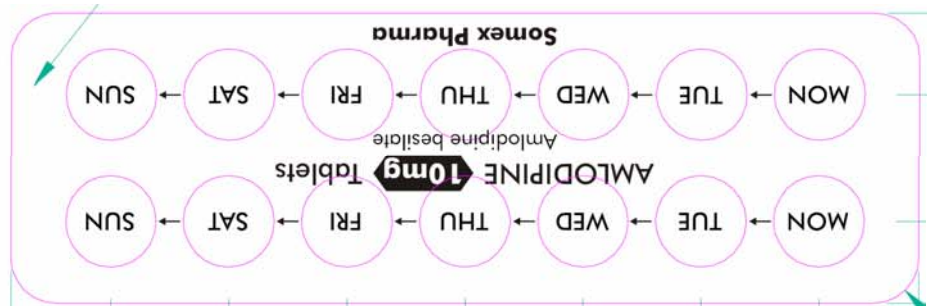 MON → TUE → WED → THU → FRI → SAT → SUN
AMLODIPINE 10mg Tablets
Amlodipine besilate
MON → TUE → WED → THU → FRI → SAT → SUN
Somex Pharma